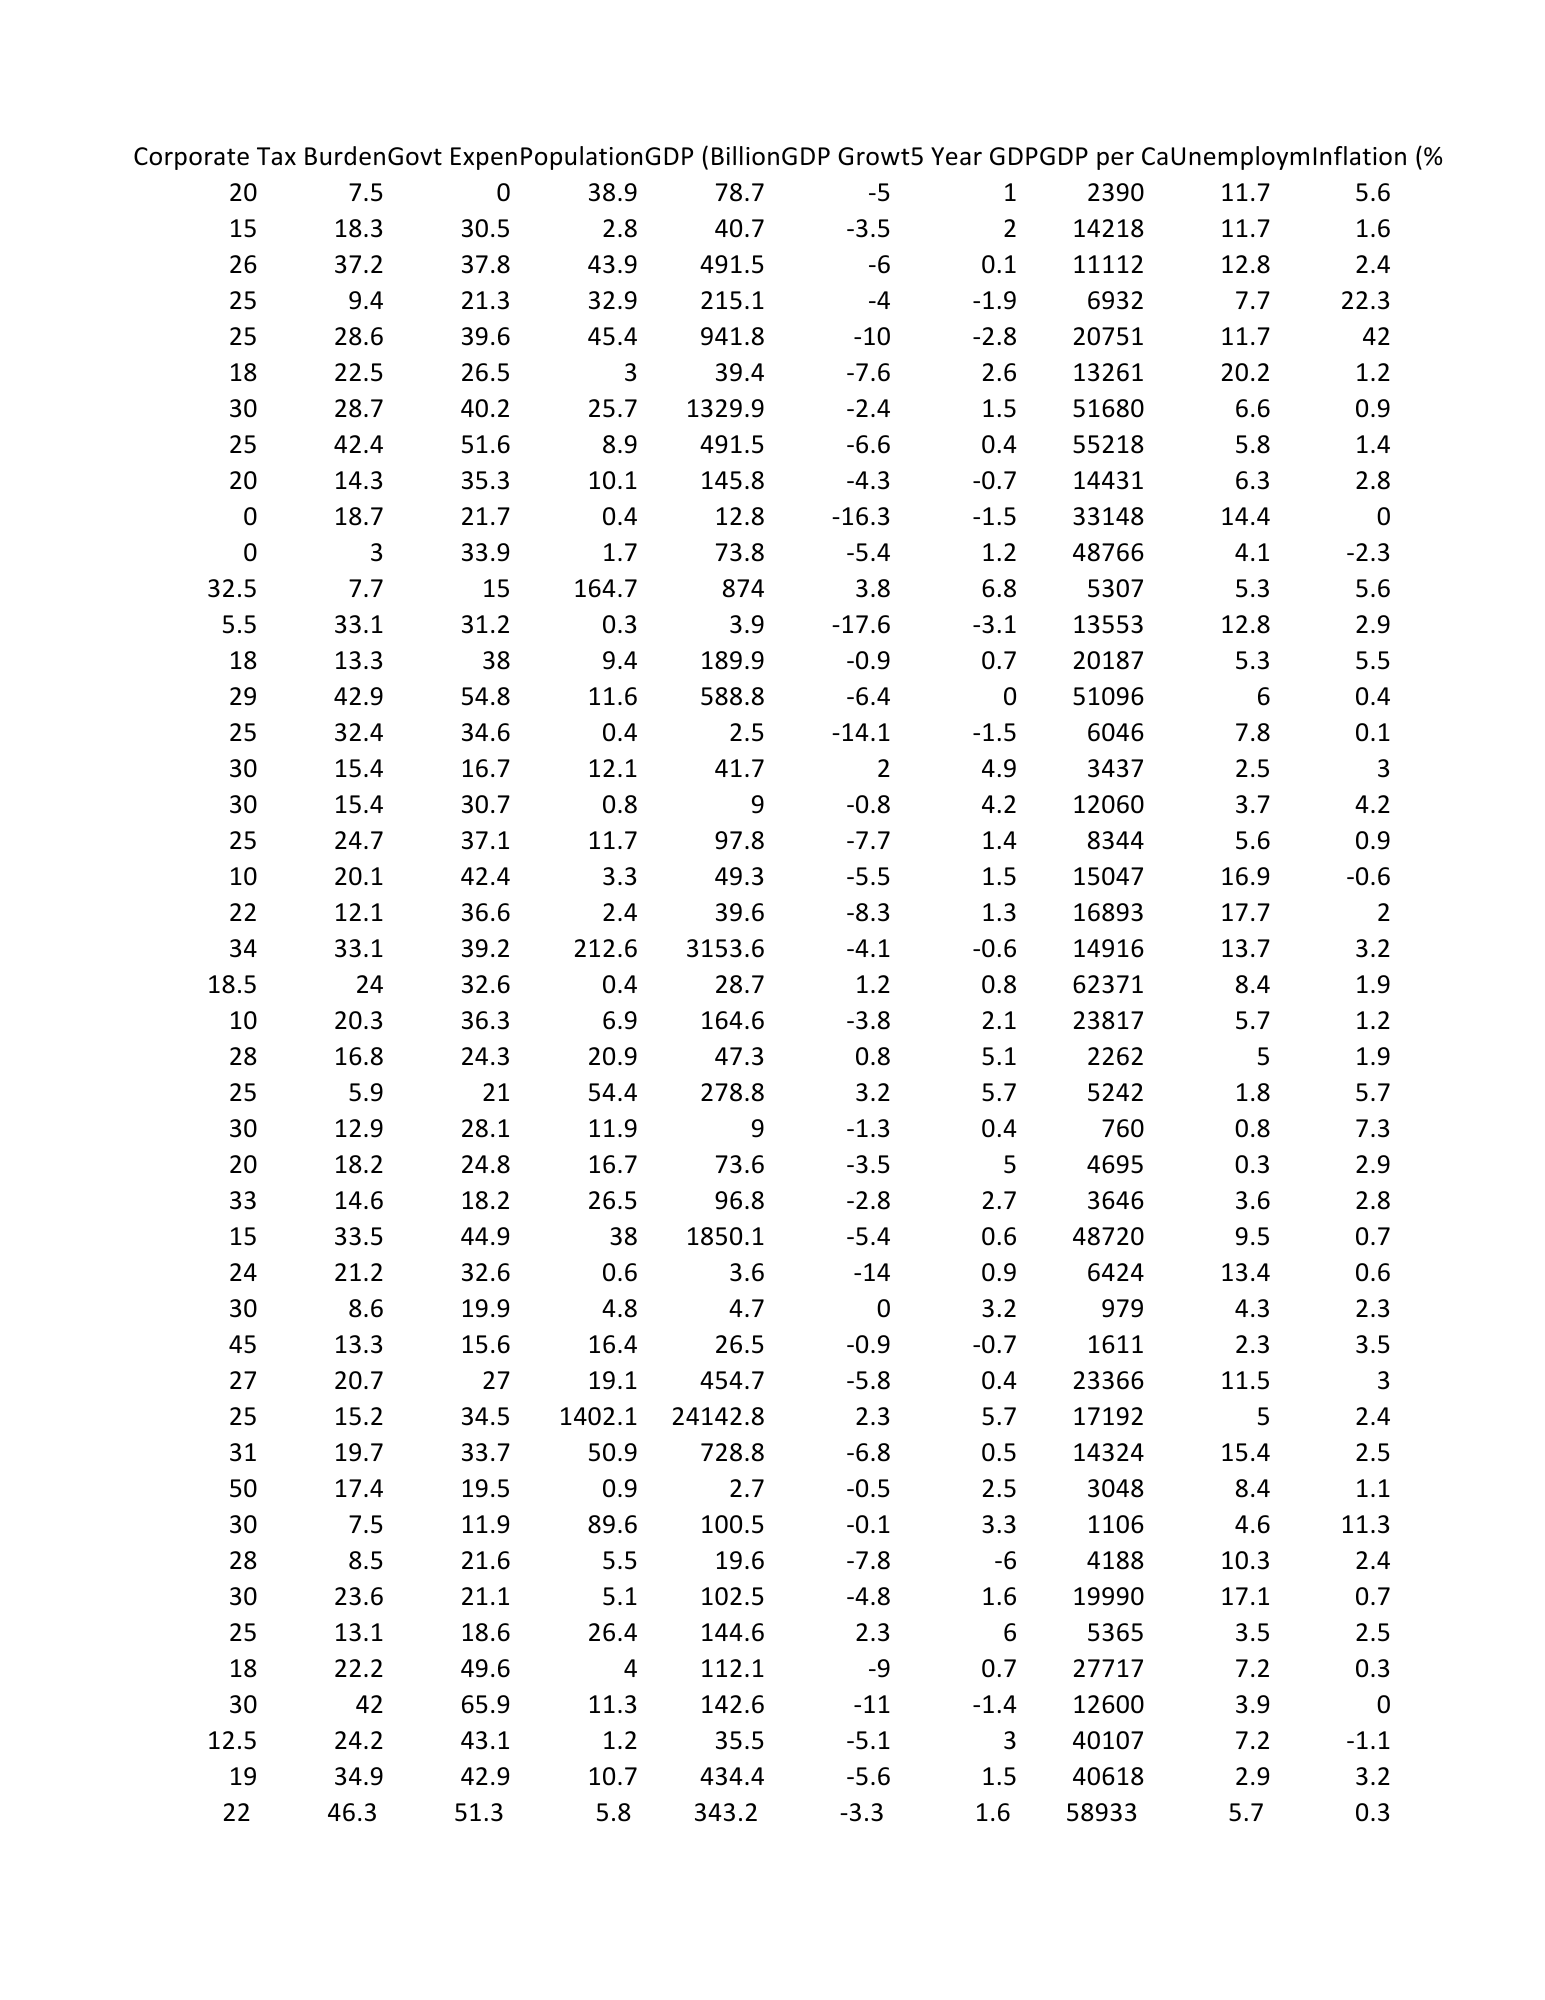 Corporate Tax BurdenGovt ExpenPopulationGDP (BillionGDP Growt5 Year GDPGDP per CaUnemploymInflation (%
20 7.5 0 38.9 78.7 -5 1 2390 11.7 5.6
15 18.3 30.5 2.8 40.7 -3.5 2 14218 11.7 1.6
26 37.2 37.8 43.9 491.5 -6 0.1 11112 12.8 2.4
25 9.4 21.3 32.9 215.1 -4 -1.9 6932 7.7 22.3
25 28.6 39.6 45.4 941.8 -10 -2.8 20751 11.7 42
18 22.5 26.5 3 39.4 -7.6 2.6 13261 20.2 1.2
30 28.7 40.2 25.7 1329.9 -2.4 1.5 51680 6.6 0.9
25 42.4 51.6 8.9 491.5 -6.6 0.4 55218 5.8 1.4
20 14.3 35.3 10.1 145.8 -4.3 -0.7 14431 6.3 2.8
0 18.7 21.7 0.4 12.8 -16.3 -1.5 33148 14.4 0
0 3 33.9 1.7 73.8 -5.4 1.2 48766 4.1 -2.3
32.5 7.7 15 164.7 874 3.8 6.8 5307 5.3 5.6
5.5 33.1 31.2 0.3 3.9 -17.6 -3.1 13553 12.8 2.9
18 13.3 38 9.4 189.9 -0.9 0.7 20187 5.3 5.5
29 42.9 54.8 11.6 588.8 -6.4 0 51096 6 0.4
25 32.4 34.6 0.4 2.5 -14.1 -1.5 6046 7.8 0.1
30 15.4 16.7 12.1 41.7 2 4.9 3437 2.5 3
30 15.4 30.7 0.8 9 -0.8 4.2 12060 3.7 4.2
25 24.7 37.1 11.7 97.8 -7.7 1.4 8344 5.6 0.9
10 20.1 42.4 3.3 49.3 -5.5 1.5 15047 16.9 -0.6
22 12.1 36.6 2.4 39.6 -8.3 1.3 16893 17.7 2
34 33.1 39.2 212.6 3153.6 -4.1 -0.6 14916 13.7 3.2
18.5 24 32.6 0.4 28.7 1.2 0.8 62371 8.4 1.9
10 20.3 36.3 6.9 164.6 -3.8 2.1 23817 5.7 1.2
28 16.8 24.3 20.9 47.3 0.8 5.1 2262 5 1.9
25 5.9 21 54.4 278.8 3.2 5.7 5242 1.8 5.7
30 12.9 28.1 11.9 9 -1.3 0.4 760 0.8 7.3
20 18.2 24.8 16.7 73.6 -3.5 5 4695 0.3 2.9
33 14.6 18.2 26.5 96.8 -2.8 2.7 3646 3.6 2.8
15 33.5 44.9 38 1850.1 -5.4 0.6 48720 9.5 0.7
24 21.2 32.6 0.6 3.6 -14 0.9 6424 13.4 0.6
30 8.6 19.9 4.8 4.7 0 3.2 979 4.3 2.3
45 13.3 15.6 16.4 26.5 -0.9 -0.7 1611 2.3 3.5
27 20.7 27 19.1 454.7 -5.8 0.4 23366 11.5 3
25 15.2 34.5 1402.1 24142.8 2.3 5.7 17192 5 2.4
31 19.7 33.7 50.9 728.8 -6.8 0.5 14324 15.4 2.5
50 17.4 19.5 0.9 2.7 -0.5 2.5 3048 8.4 1.1
30 7.5 11.9 89.6 100.5 -0.1 3.3 1106 4.6 11.3
28 8.5 21.6 5.5 19.6 -7.8 -6 4188 10.3 2.4
30 23.6 21.1 5.1 102.5 -4.8 1.6 19990 17.1 0.7
25 13.1 18.6 26.4 144.6 2.3 6 5365 3.5 2.5
18 22.2 49.6 4 112.1 -9 0.7 27717 7.2 0.3
30 42 65.9 11.3 142.6 -11 -1.4 12600 3.9 0
12.5 24.2 43.1 1.2 35.5 -5.1 3 40107 7.2 -1.1
19 34.9 42.9 10.7 434.4 -5.6 1.5 40618 2.9 3.2
22 46.3 51.3 5.8 343.2 -3.3 1.6 58933 5.7 0.3